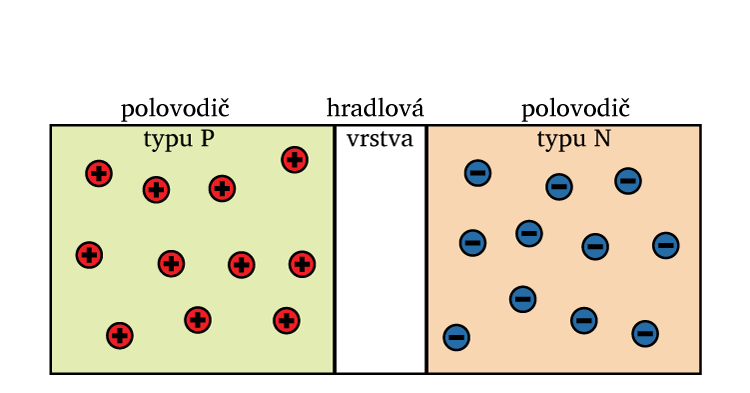 polovodič hradlová polovodič
typu P vrstva typu N